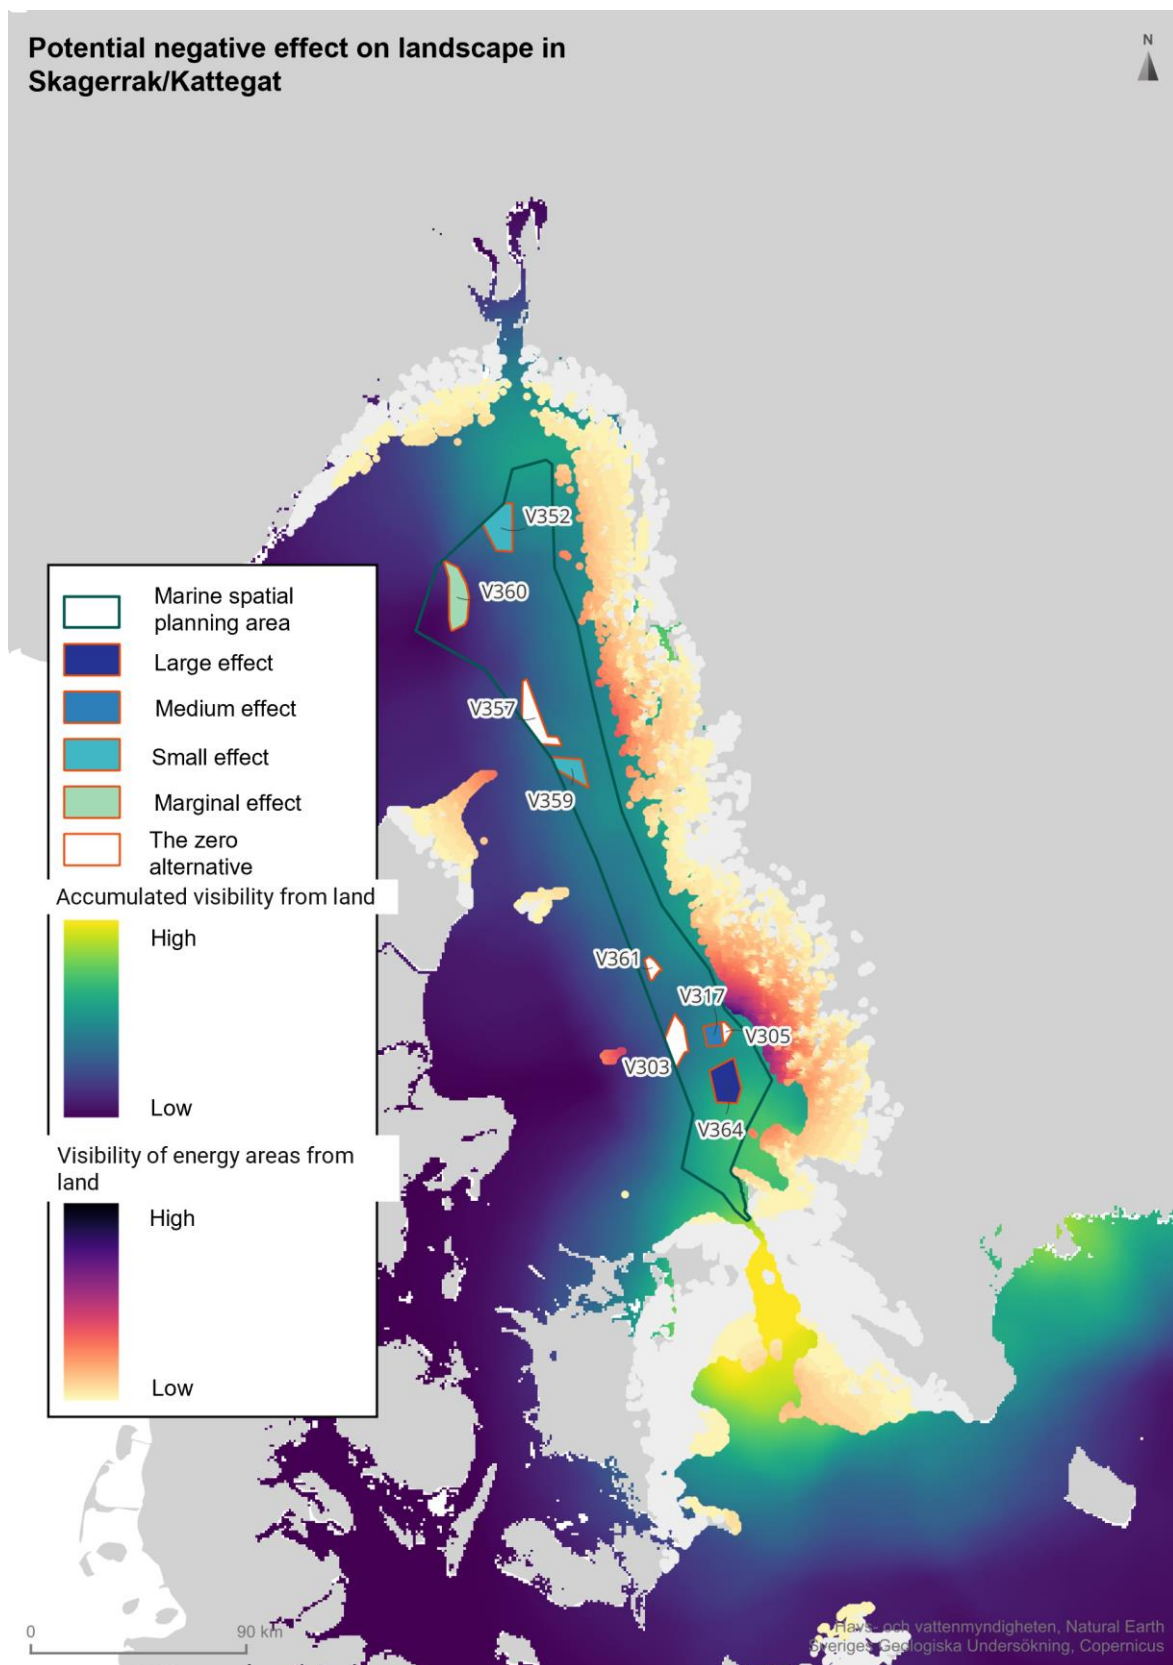 Potential negative effect on landscape in
Skagerrak/Kattegat
N
V352
V360
V357
V359
V361
V317
V305
V303
V364
Marine spatial
planning area
Large effect
Medium effect
Small effect
Marginal effect
The zero
alternative
Accumulated visibility from land
High
Low
Visibility of energy areas from
land
High
Low
0
90 km
Havs- och vattenmyndigheten, Natural Earth
Sveriges Geologiska Undersökning, Copernicus